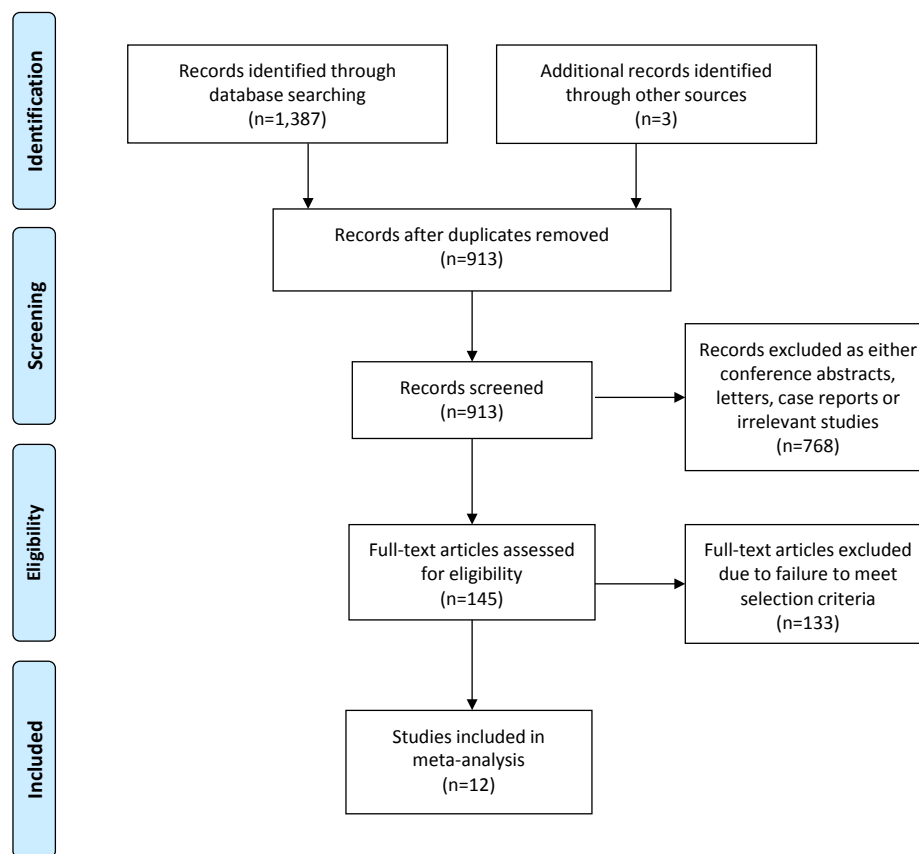 Identification
Records identified through
database searching
(n=1,387)
Additional records identified
through other sources
(n=3)
Screening
Records after duplicates removed
(n=913)
Records screened
(n=913)
Records excluded as either
conference abstracts,
letters, case reports or
irrelevant studies
(n=768)
Eligibility
Full-text articles assessed
for eligibility
(n=145)
Full-text articles excluded
due to failure to meet
selection criteria
(n=133)
Included
Studies included in
meta-analysis
(n=12)